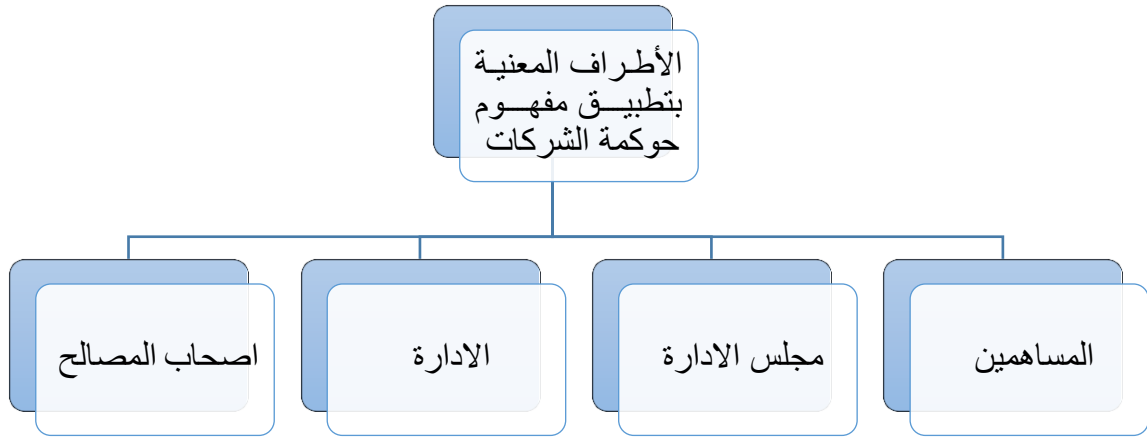 الأطراف المعنية
بتطبيق مفهوم
حوكمة الشركات
المساهمين
مجلس الادارة
الادارة
اصحاب المصالح